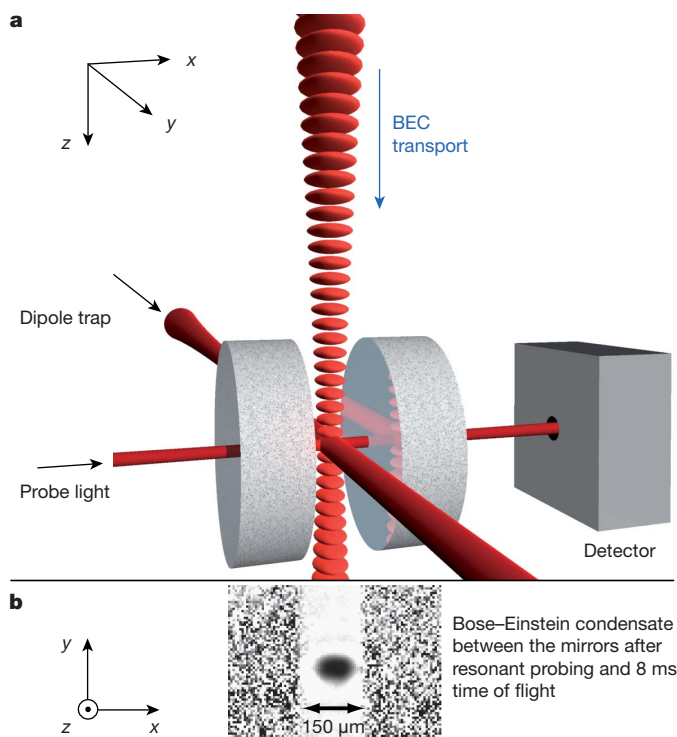 a
x
y
z
BEC
transport
Dipole trap
Probe light
Detector
b
y
z
x
150 μm
Bose–Einstein condensate
between the mirrors after
resonant probing and 8 ms
time of flight